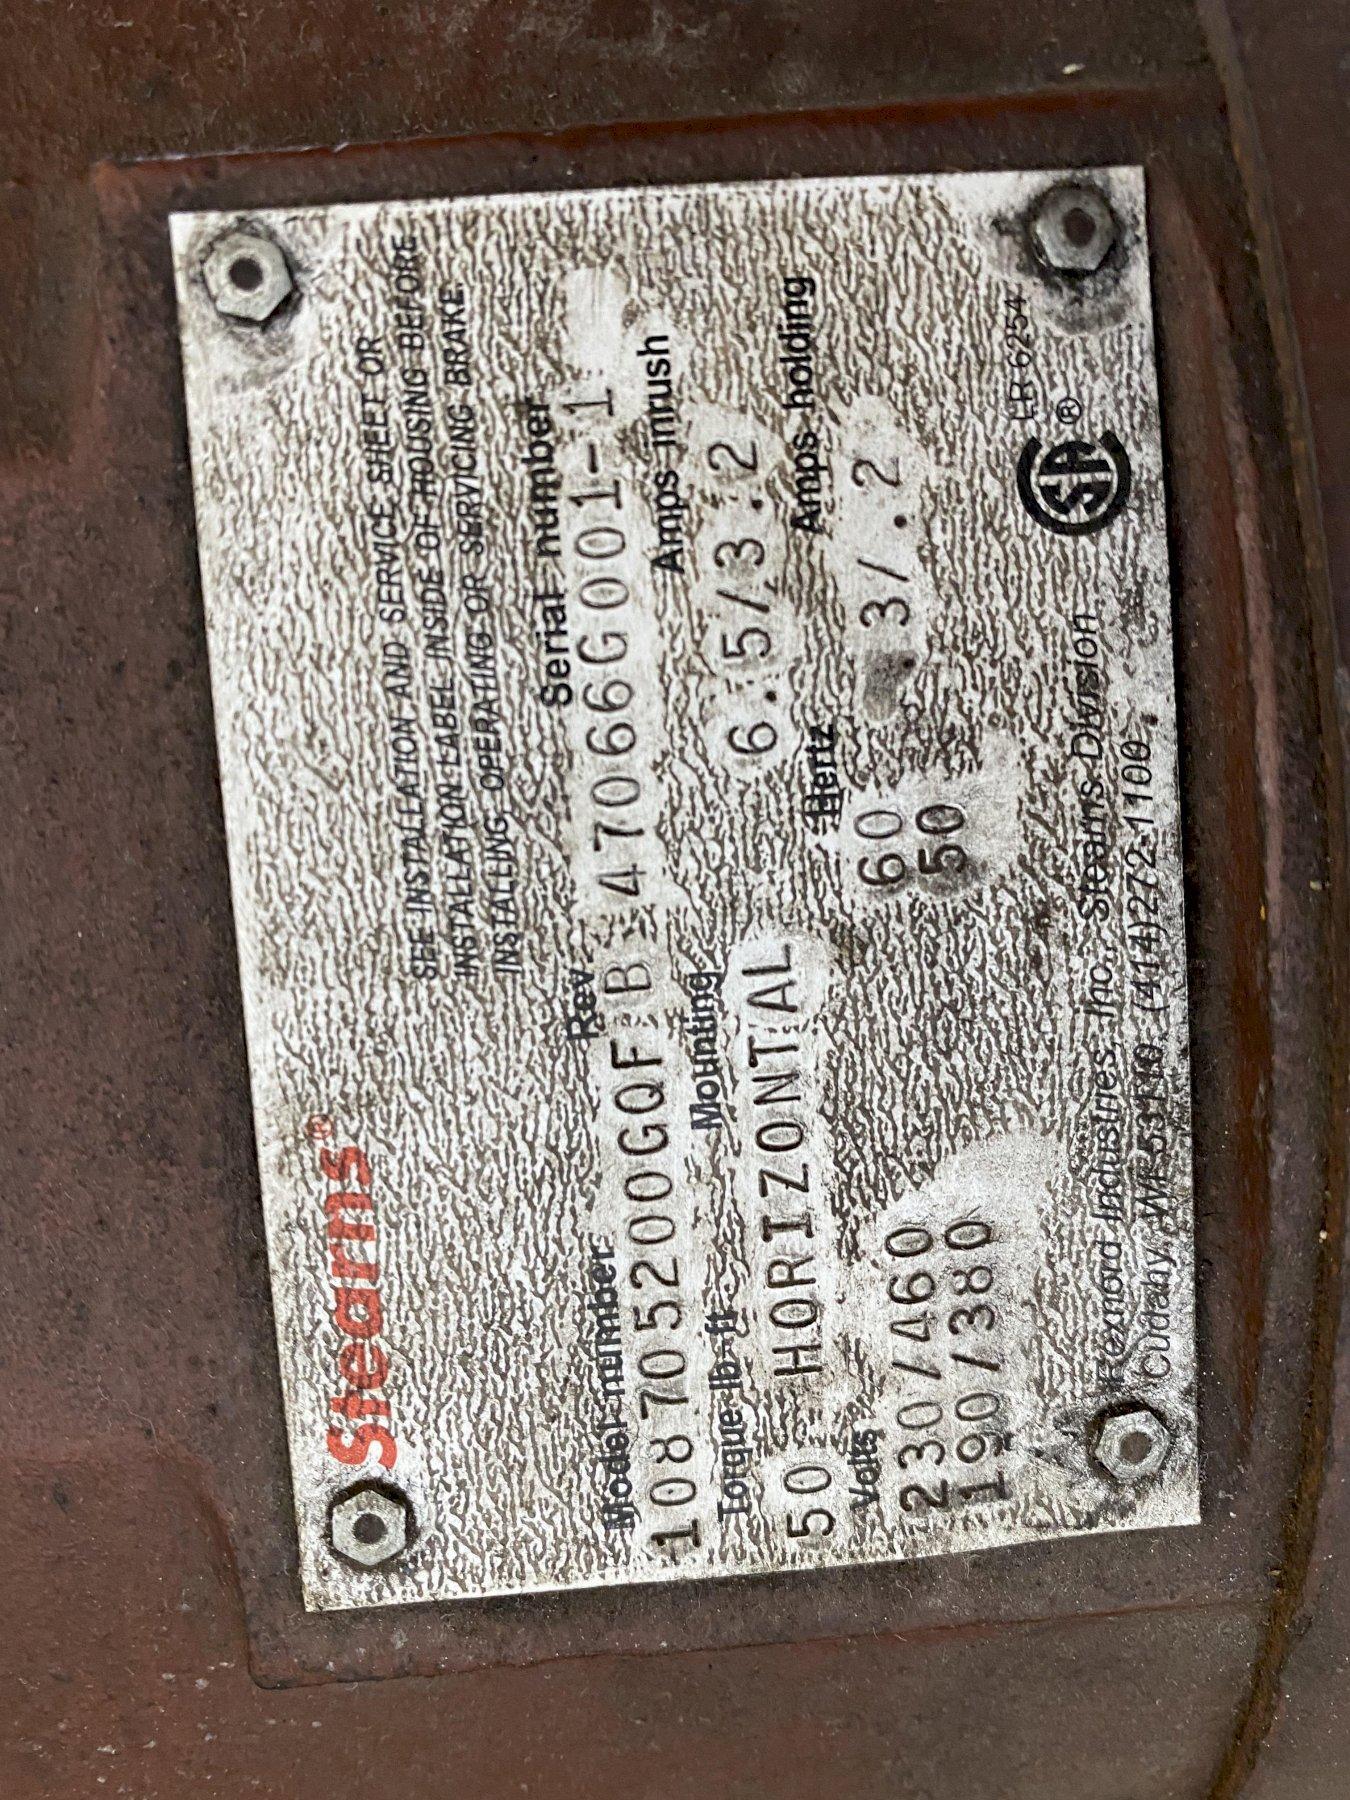 Stearns®
SEE INSTALLATION AND SERVICE SHEET OR
INSTALLATION LABEL INSIDE OF HOUSING BEFORE
INSTALLING, OPERATING OR SERVICING BRAKE.
Model number Rev Serial number
108705200GQF B 47066G001-1
Torque lb-ft Mounting Amps inrush
50 HORIZONTAL 6.5/3.2
Volts Hertz Amps holding
230/460 60 .3/.2
190/380 50
Rexnord Industries, Inc., Stearns Division LR 6254
Cudahy, WI 53110 (414)272-1100 SA ®